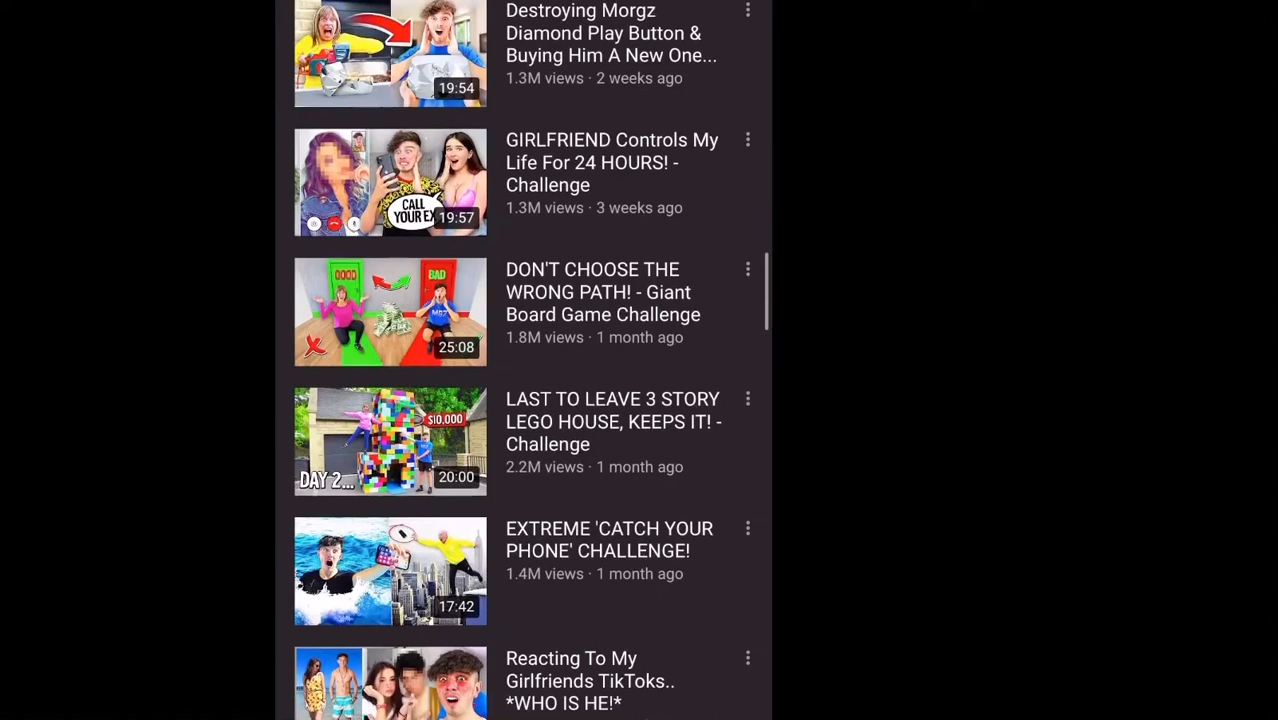 Destroying Morgz
Diamond Play Button &
Buying Him A New One...
1.3M views · 2 weeks ago
19:54
GIRLFRIEND Controls My
Life For 24 HOURS! -
Challenge
1.3M views · 3 weeks ago
CALL
YOUR EX
19:57
DON'T CHOOSE THE
WRONG PATH! - Giant
Board Game Challenge
1.8M views · 1 month ago
GOOD
BAD
MGZ
25:08
LAST TO LEAVE 3 STORY
LEGO HOUSE, KEEPS IT! -
Challenge
2.2M views · 1 month ago
$10,000
DAY 2...
20:00
EXTREME 'CATCH YOUR
PHONE' CHALLENGE!
1.4M views · 1 month ago
17:42
Reacting To My
Girlfriends TikToks..
*WHO IS HE!*